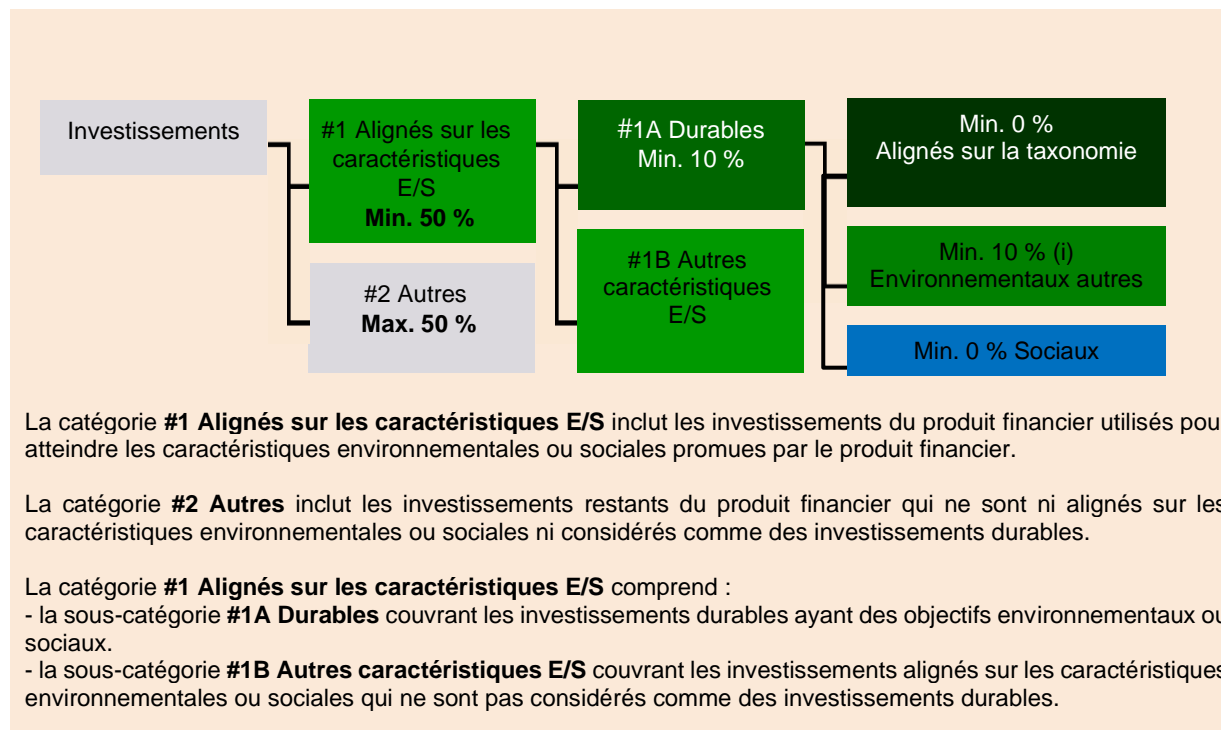 Investissements
#1 Alignés sur les
caractéristiques
E/S
Min. 50 %
#2 Autres
Max. 50 %
#1A Durables
Min. 10 %
#1B Autres
caractéristiques
E/S
Min. 0 %
Alignés sur la taxonomie
Min. 10 % (i)
Environnementaux autres
Min. 0 % Sociaux
La catégorie #1 Alignés sur les caractéristiques E/S inclut les investissements du produit financier utilisés pou
atteindre les caractéristiques environnementales ou sociales promues par le produit financier.
La catégorie #2 Autres inclut les investissements restants du produit financier qui ne sont ni alignés sur les
caractéristiques environnementales ou sociales ni considérés comme des investissements durables.
La catégorie #1 Alignés sur les caractéristiques E/S comprend :
- la sous-catégorie #1A Durables couvrant les investissements durables ayant des objectifs environnementaux ou
sociaux.
- la sous-catégorie #1B Autres caractéristiques E/S couvrant les investissements alignés sur les caractéristiques
environnementales ou sociales qui ne sont pas considérés comme des investissements durables.